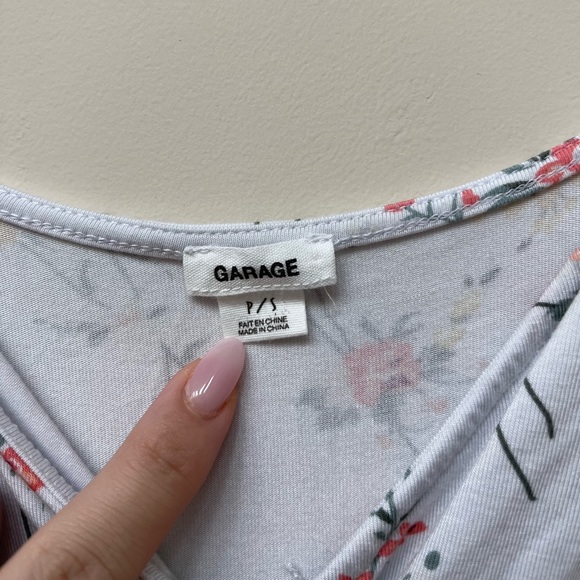 GARAGE
P/S
FAIT EN CHINE
MADE IN CHINA